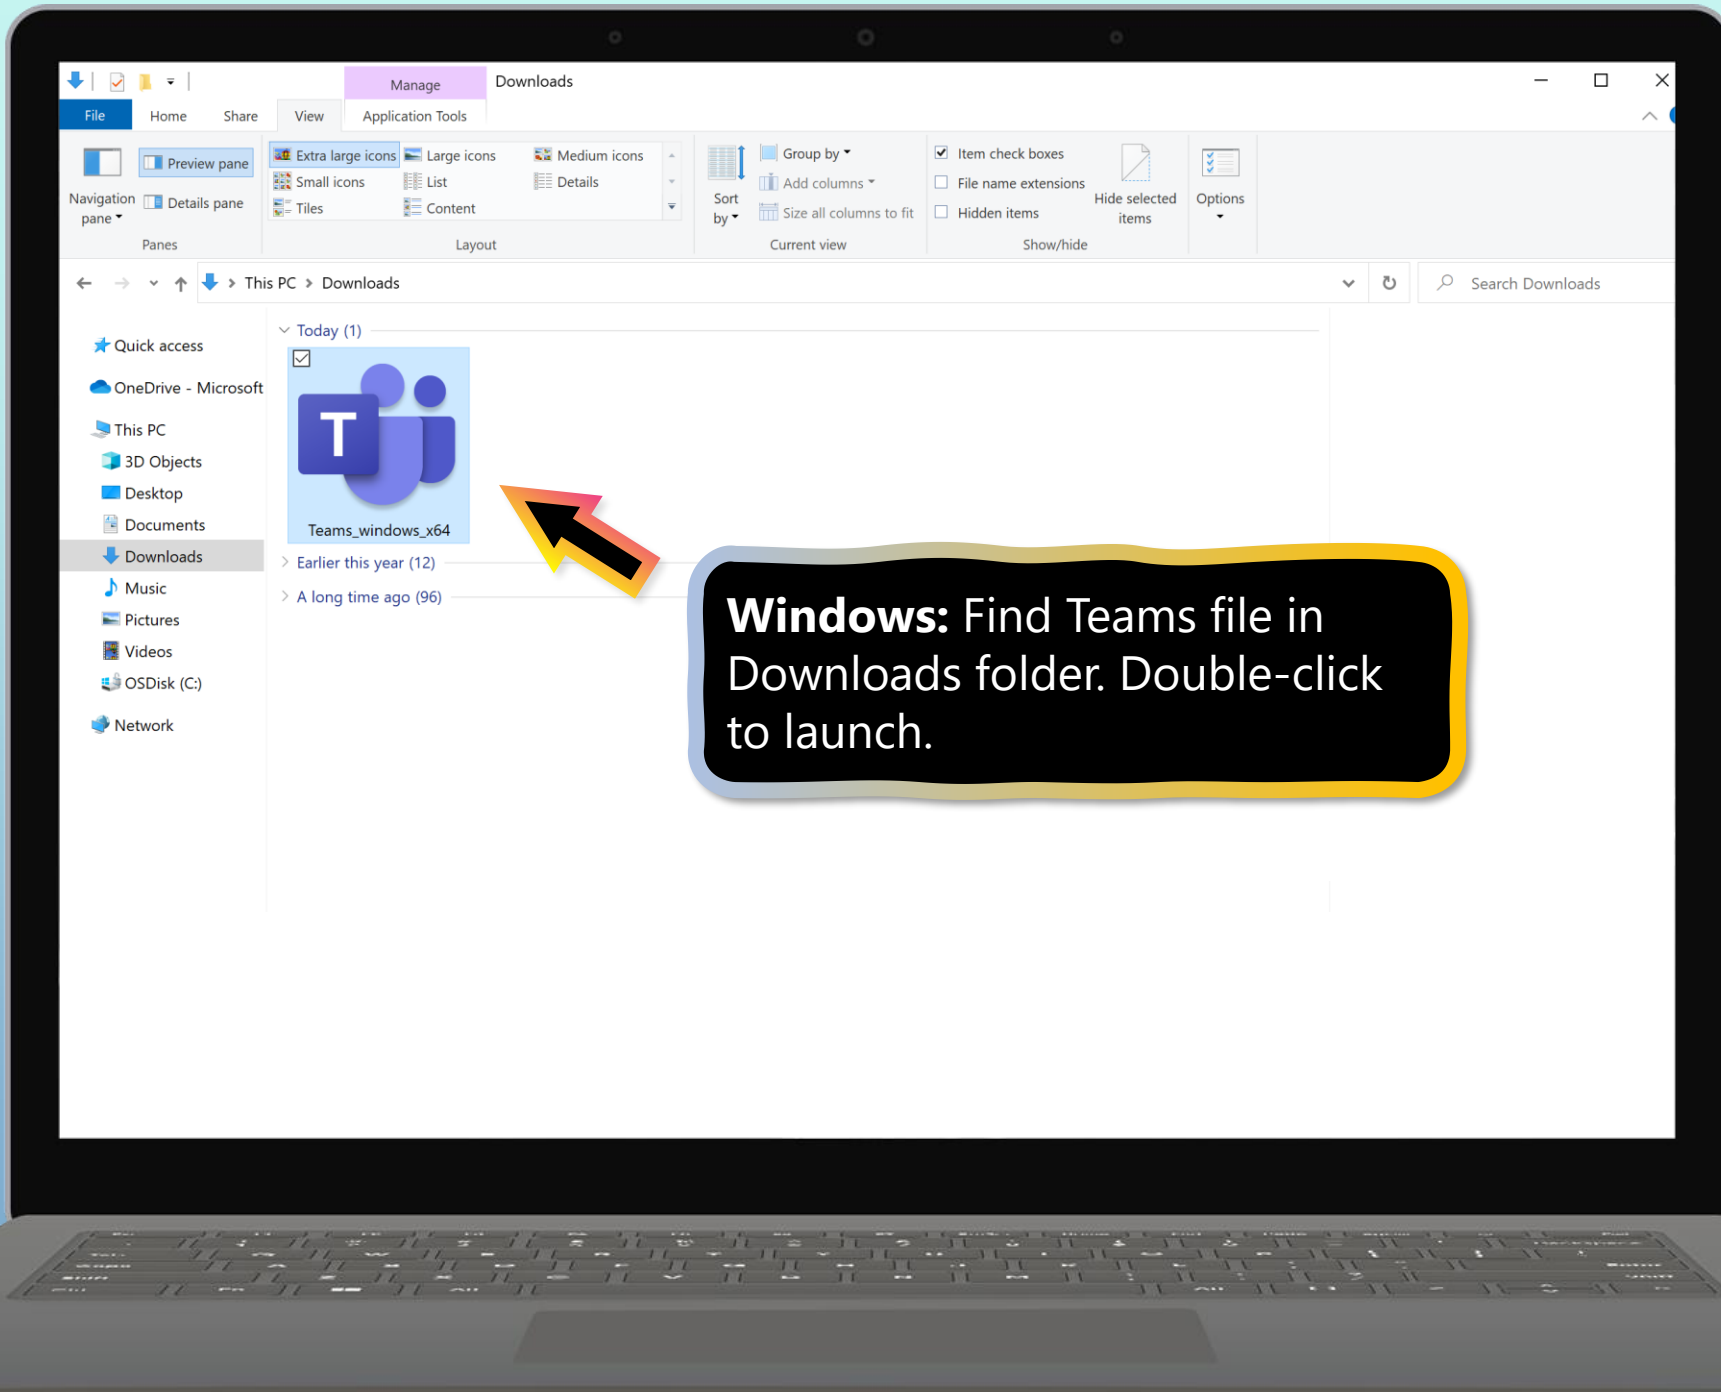 Manage
Downloads
File
Home
Share
View
Application Tools
Navigation
pane
Preview pane
Details pane
Panes
Extra large icons
Large icons
Medium icons
Small icons
List
Details
Tiles
Content
Layout
Sort
by
Group by
Add columns
Size all columns to fit
Current view
Item check boxes
File name extensions
Hidden items
Hide selected
items
Show/hide
Options
This PC > Downloads
Search Downloads
Quick access
OneDrive - Microsoft
This PC
3D Objects
Desktop
Documents
Downloads
Music
Pictures
Videos
OSDisk (C:)
Network
Today (1)
T
Teams_windows_x64
Earlier this year (12)
A long time ago (96)
Windows: Find Teams file in
Downloads folder. Double-click
to launch.